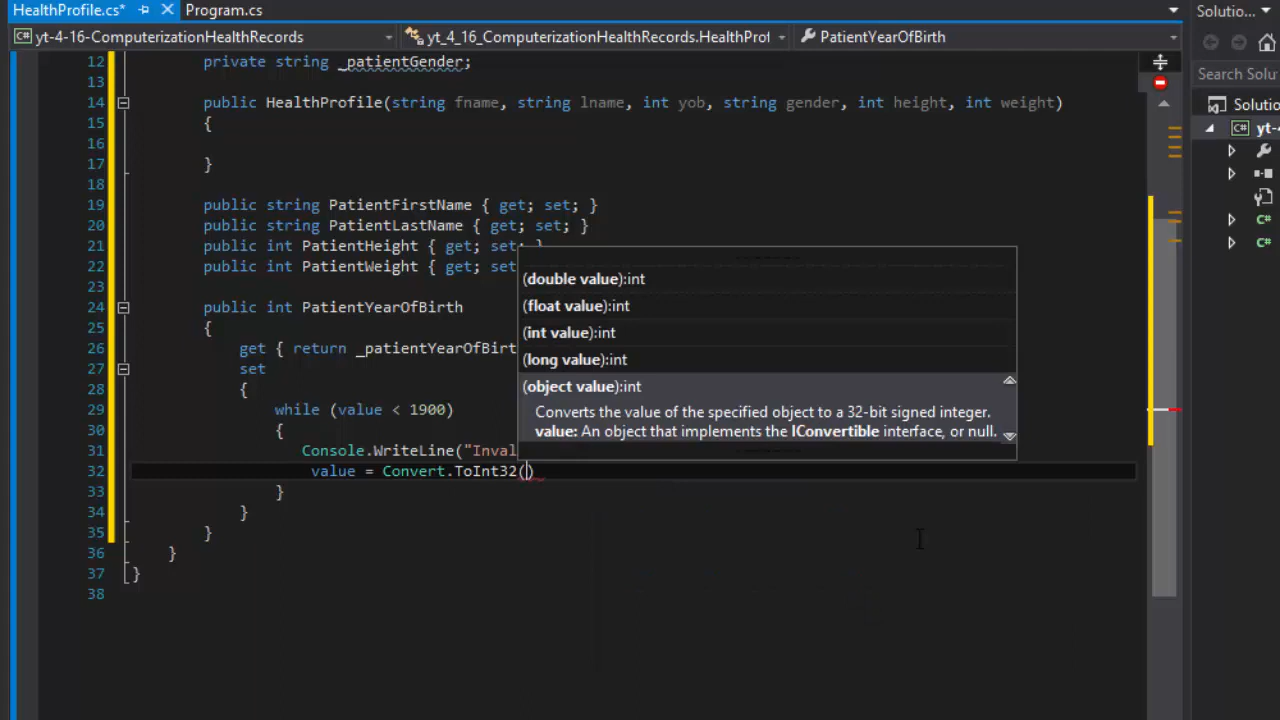 HealthProfile.cs* Program.cs Solutio...
yt-4-16-ComputerizationHealthRecords yt_4_16_ComputerizationHealthRecords.HealthProf PatientYearOfBirth
Search Solu
Solutio
yt-4
C#
C#
12 private string _patientGender;
13
14 public HealthProfile(string fname, string lname, int yob, string gender, int height, int weight)
15 {
16
17 }
18
19 public string PatientFirstName { get; set; }
20 public string PatientLastName { get; set; }
21 public int PatientHeight { get; set; }
22 public int PatientWeight { get; set
23
24 public int PatientYearOfBirth
25 {
26 get { return _patientYearOfBirt
27 set
28 {
29 while (value < 1900)
30 {
31 Console.WriteLine("Inval
32 value = Convert.ToInt32()
33 }
34 }
35 }
36 }
37 }
38
(double value):int
(float value):int
(int value):int
(long value):int
(object value):int
Converts the value of the specified object to a 32-bit signed integer.
value: An object that implements the IConvertible interface, or null.